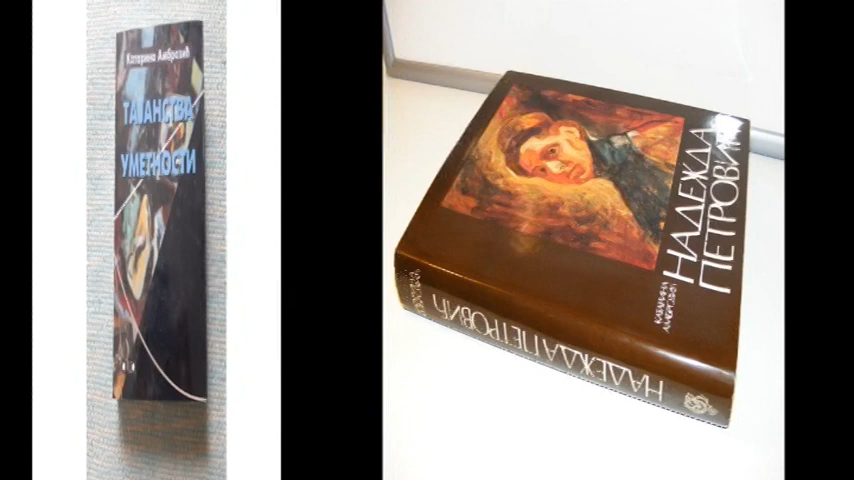 Катарина Амброзић
ТАЈАНСТВА
УМЕТНОСТИ
НАДЕЖДА
ПЕТРОВИЋ
КАТАРИНА
АМБРОЗИЋ
НАДЕЖДА ПЕТРОВИЋ